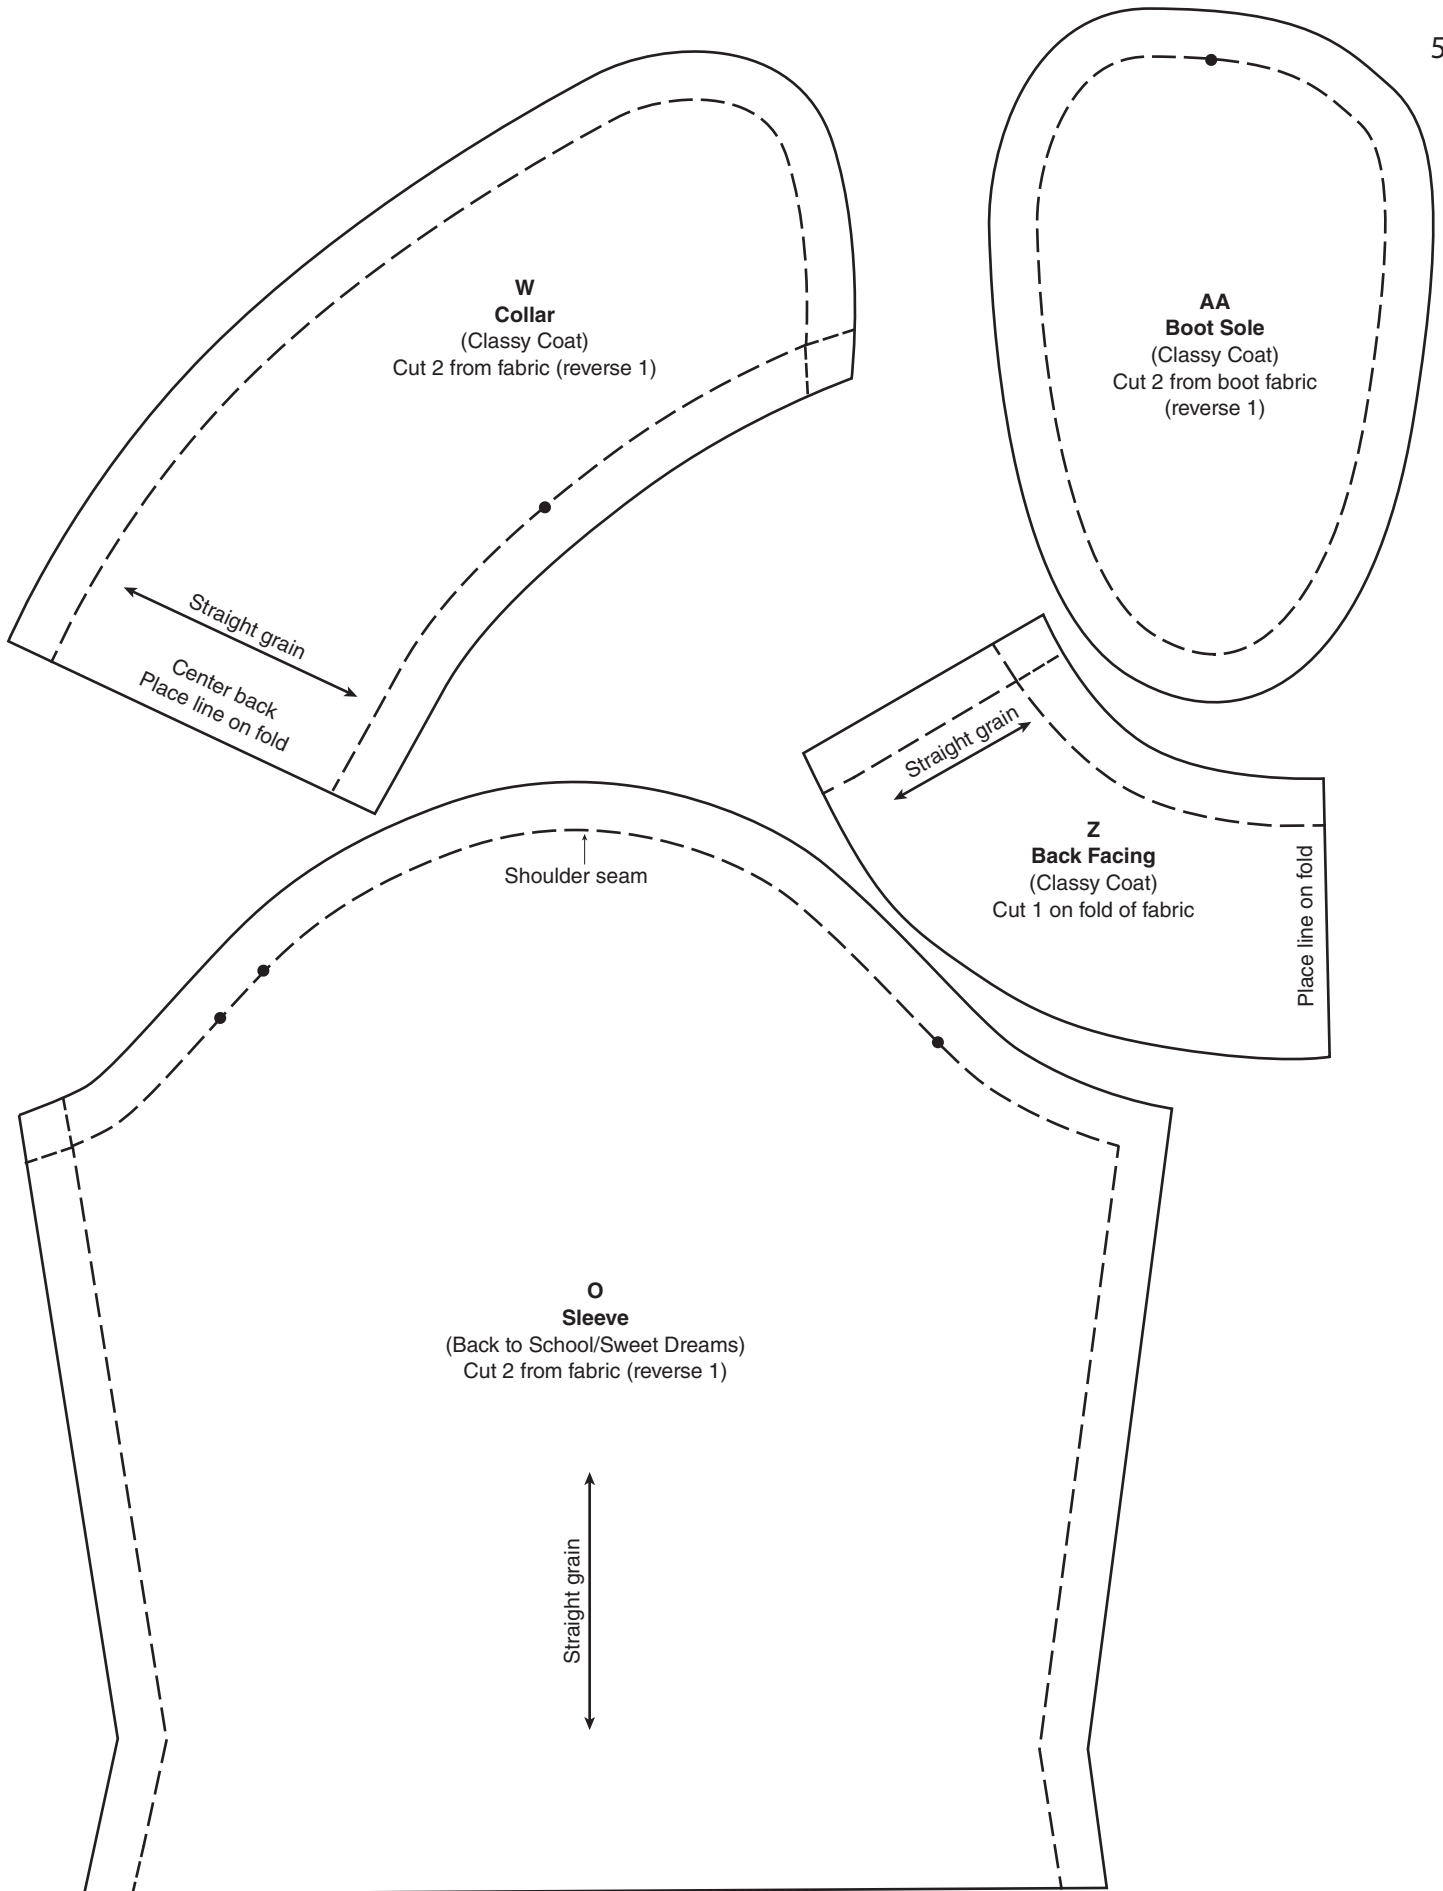 5
W
Collar
(Classy Coat)
Cut 2 from fabric (reverse 1)
Straight grain
Center back
Place line on fold
AA
Boot Sole
(Classy Coat)
Cut 2 from boot fabric
(reverse 1)
Straight grain
Z
Back Facing
(Classy Coat)
Cut 1 on fold of fabric
Place line on fold
Shoulder seam
O
Sleeve
(Back to School/Sweet Dreams)
Cut 2 from fabric (reverse 1)
Straight grain